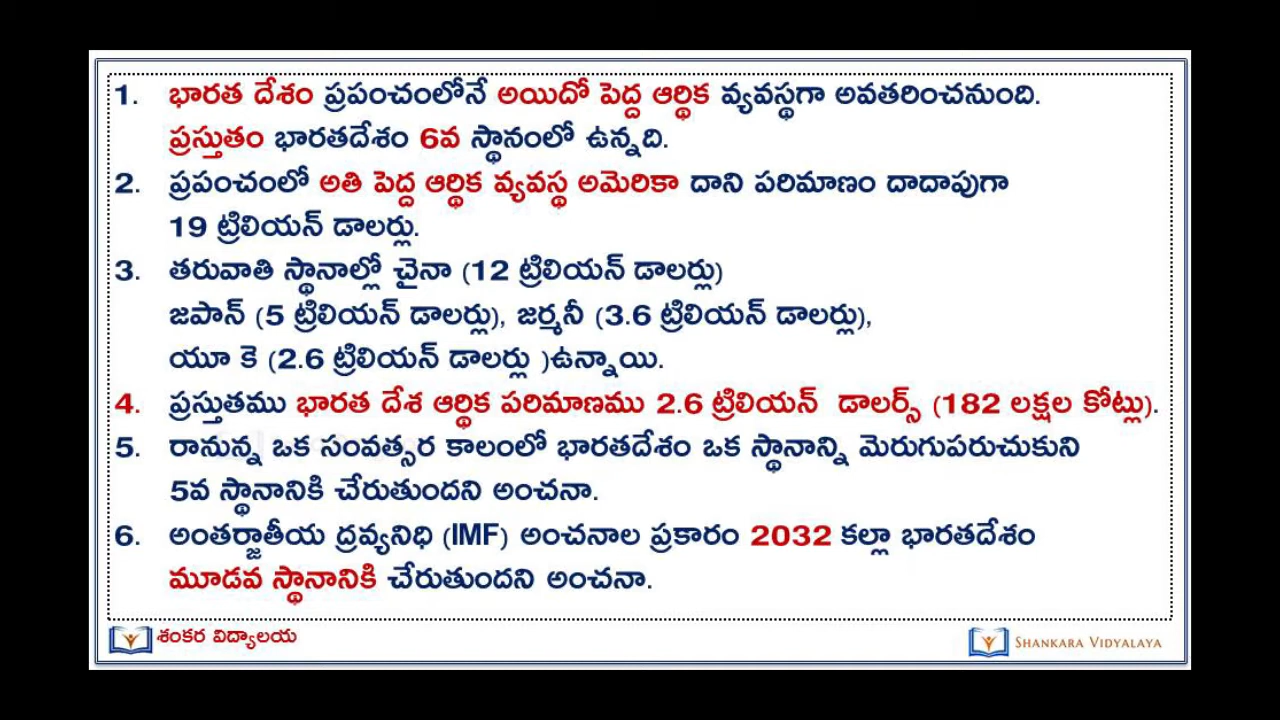 1. భారత దేశం ప్రపంచంలోనే అయిదో పెద్ద ఆర్థిక వ్యవస్థగా అవతరించనుంది.
ప్రస్తుతం భారతదేశం 6వ స్థానంలో ఉన్నది.
2. ప్రపంచంలో అతి పెద్ద ఆర్థిక వ్యవస్థ అమెరికా దాని పరిమాణం దాదాపుగా
19 ట్రిలియన్ డాలర్లు.
3. తరువాతి స్థానాల్లో చైనా (12 ట్రిలియన్ డాలర్లు)
జపాన్ (5 ట్రిలియన్ డాలర్లు), జర్మనీ (3.6 ట్రిలియన్ డాలర్లు),
యూ కె (2.6 ట్రిలియన్ డాలర్లు )ఉన్నాయి.
4. ప్రస్తుతము భారత దేశ ఆర్థిక పరిమాణము 2.6 ట్రిలియన్ డాలర్స్ (182 లక్షల కోట్లు).
5. రానున్న ఒక సంవత్సర కాలంలో భారతదేశం ఒక స్థానాన్ని మెరుగుపరుచుకుని
5వ స్థానానికి చేరుతుందని అంచనా.
6. అంతర్జాతీయ ద్రవ్యనిధి (IMF) అంచనాల ప్రకారం 2032 కల్లా భారతదేశం
మూడవ స్థానానికి చేరుతుందని అంచనా.
శంకర విద్యాలయ
SHANKARA VIDYALAYA